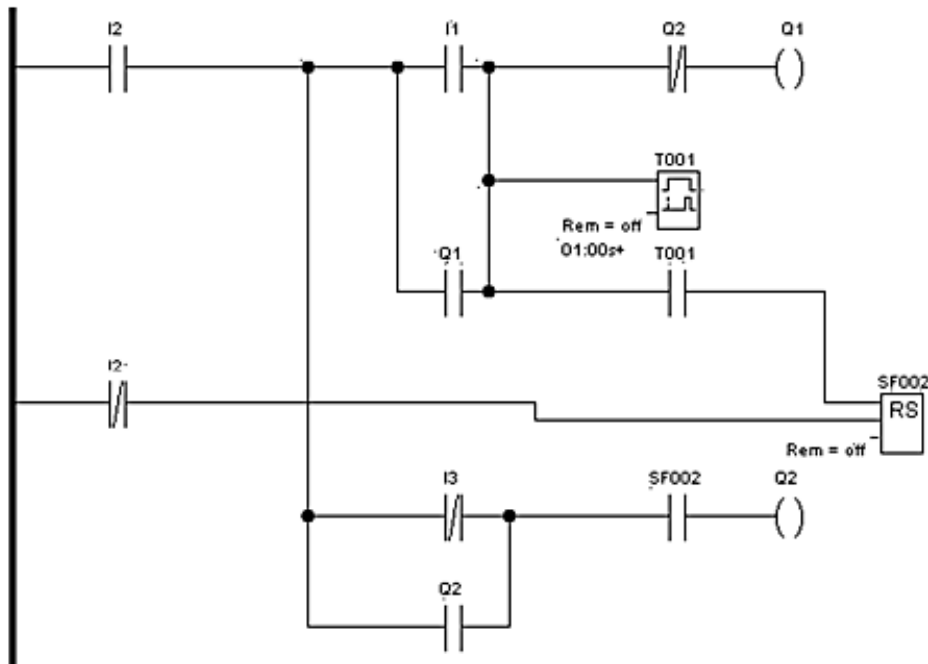 I2 I1 Q2 Q1
T001
Rem = off
01:00s+
Q1 T001
I2
SF002
RS
Rem = off
I3 SF002 Q2
Q2